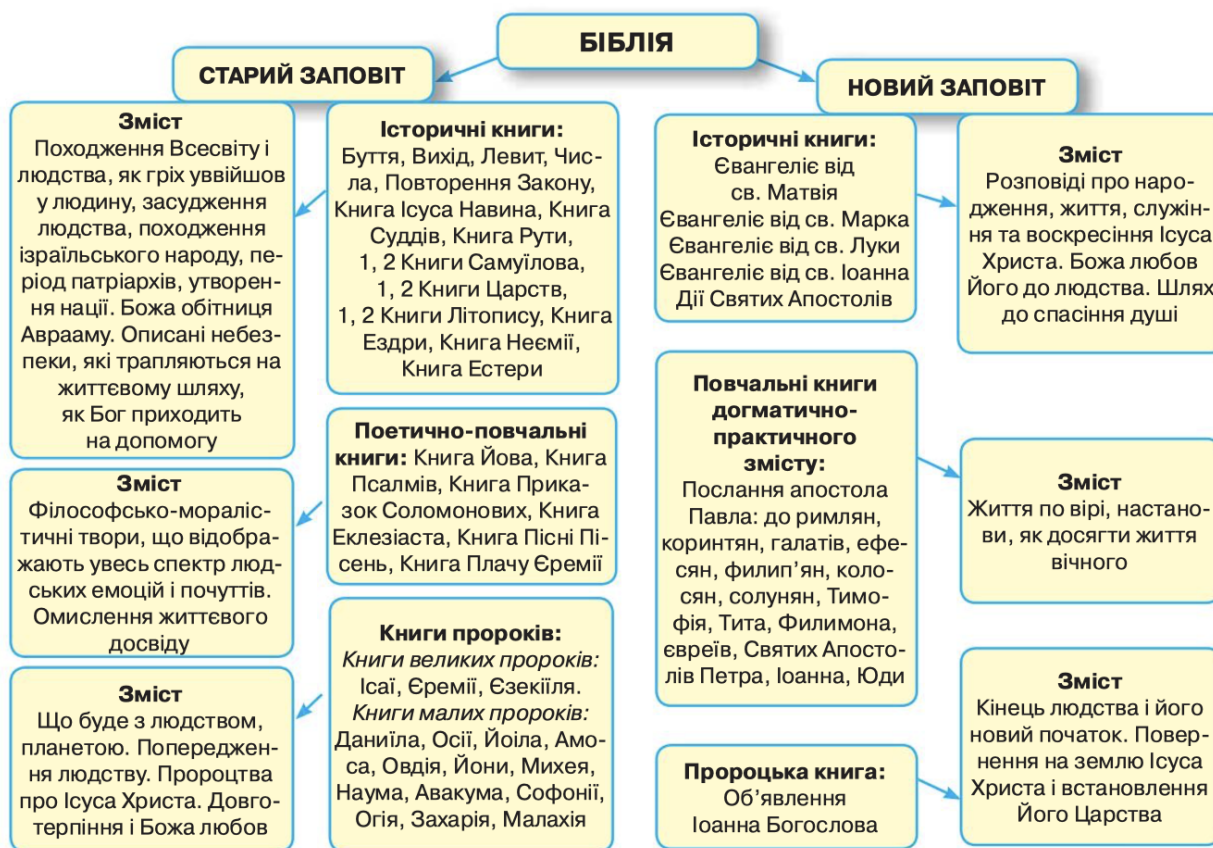 БІБЛІЯ
СТАРИЙ ЗАПОВІТ
Зміст
Походження Всесвіту і
людства, як гріх уввійшов
у людину, засудження
людства, походження
ізраїльського народу, пе-
ріод патріархів, утворен-
ня нації. Божа обітниця
Аврааму. Описані небез-
пеки, які трапляються на
життєвому шляху,
як Бог приходить
на допомогу
Історичні книги:
Буття, Вихід, Левит, Чис-
ла, Повторення Закону,
Книга Ісуса Навина, Книга
Суддів, Книга Рути,
1, 2 Книги Самуїлова,
1, 2 Книги Царств,
1, 2 Книги Літопису, Книга
Ездри, Книга Неємії,
Книга Естери
Зміст
Філософсько-мораліс-
тичні твори, що відобра-
жають увесь спектр люд-
ських емоцій і почуттів.
Омислення життєвого
досвіду
Поетично-повчальні
книги: Книга Йова, Книга
Псалмів, Книга Прика-
зок Соломонових, Книга
Еклезіаста, Книга Пісні Пі-
сень, Книга Плачу Єремії
Зміст
Що буде з людством,
планетою. Попереджен-
ня людству. Пророцтва
про Ісуса Христа. Довго-
терпіння і Божа любов
Книги пророків:
Книги великих пророків:
Ісаї, Єремії, Єзекіїля.
Книги малих пророків:
Даниїла, Осії, Йоіла, Амо-
са, Овдія, Йони, Михея,
Наума, Авакума, Софонії,
Огія, Захарія, Малахія
НОВИЙ ЗАПОВІТ
Історичні книги:
Євангеліє від
св. Матвія
Євангеліє від св. Марка
Євангеліє від св. Луки
Євангеліє від св. Іоанна
Дії Святих Апостолів
Зміст
Розповіді про наро-
дження, життя, служін-
ня та воскресіння Ісуса
Христа. Божа любов
Його до людства. Шлях
до спасіння душі
Повчальні книги
догматично-
практичного
змісту:
Послання апостола
Павла: до римлян,
коринтян, галатів, ефе-
сян, филип’ян, коло-
сян, солунян, Тимо-
фія, Тита, Филимона,
євреїв, Святих Апосто-
лів Петра, Іоанна, Юди
Зміст
Життя по вірі, настано-
ви, як досягти життя
вічного
Пророцька книга:
Об’явлення
Іоанна Богослова
Зміст
Кінець людства і його
новий початок. Повер-
нення на землю Ісуса
Христа і встановлення
Його Царства